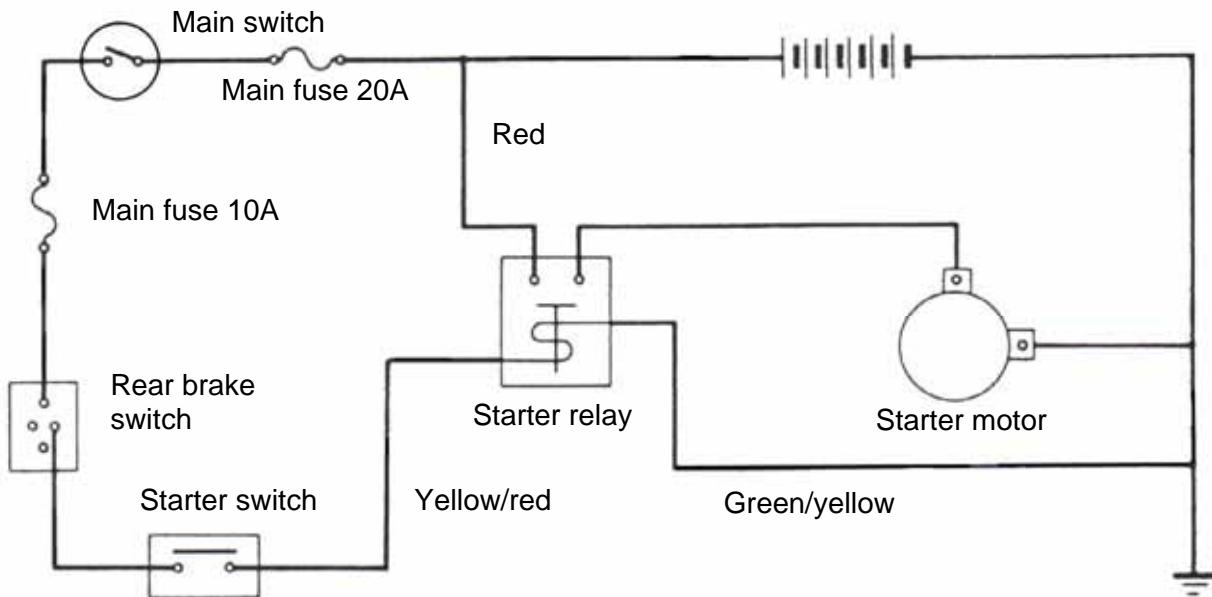 Main switch
Main fuse 20A
Red
Main fuse 10A
Rear brake
switch
Starter relay
Starter motor
Starter switch
Yellow/red
Green/yellow